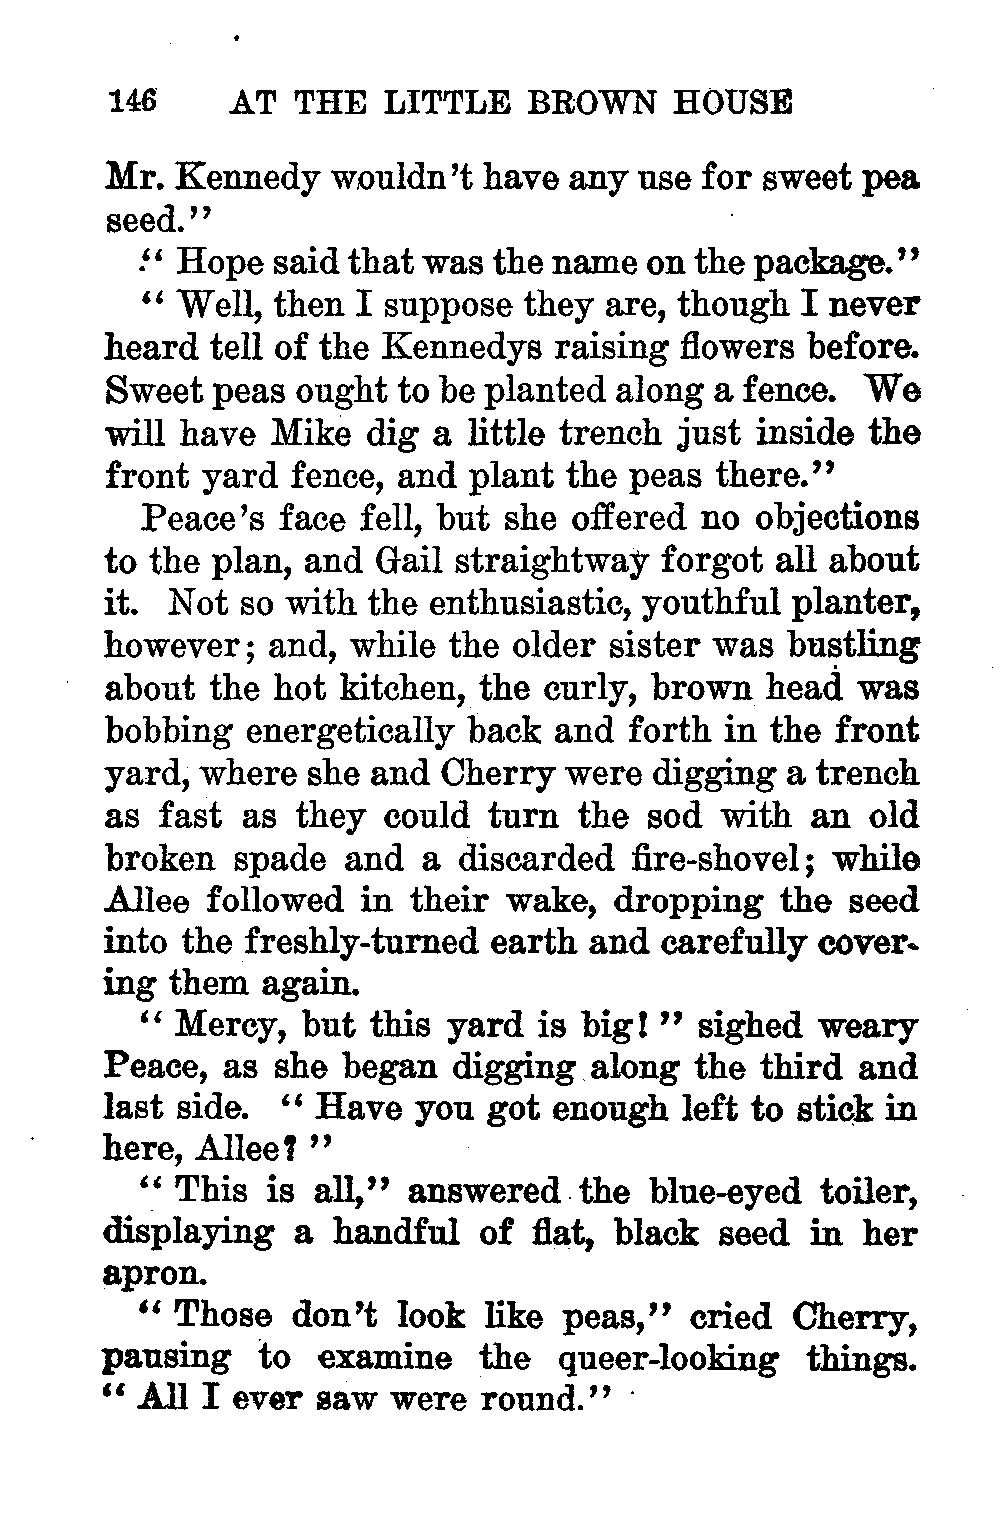 146 AT THE LITTLE BROWN HOUSE
Mr. Kennedy wouldn't have any use for sweet pea
seed."
" Hope said that was the name on the package."
" Well, then I suppose they are, though I never
heard tell of the Kennedys raising flowers before.
Sweet peas ought to be planted along a fence. We
will have Mike dig a little trench just inside the
front yard fence, and plant the peas there."
Peace's face fell, but she offered no objections
to the plan, and Gail straightway forgot all about
it. Not so with the enthusiastic, youthful planter,
however; and, while the older sister was bustling
about the hot kitchen, the curly, brown head was
bobbing energetically back and forth in the front
yard, where she and Cherry were digging a trench
as fast as they could turn the sod with an old
broken spade and a discarded fire-shovel; while
Allee followed in their wake, dropping the seed
into the freshly-turned earth and carefully cover-
ing them again.
" Mercy, but this yard is big! " sighed weary
Peace, as she began digging along the third and
last side. " Have you got enough left to stick in
here, Allee? "
" This is all," answered the blue-eyed toiler,
displaying a handful of flat, black seed in her
apron.
" Those don't look like peas," cried Cherry,
pausing to examine the queer-looking things.
" All I ever saw were round."